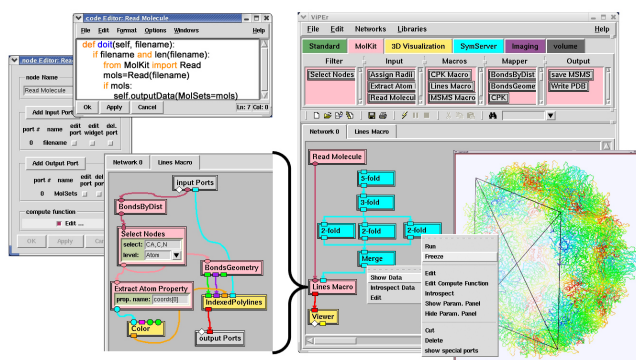 code Editor: Read Molecule
File Edit Format Options Windows Help
def doit(self, filename):
if filename and len(filename):
from MolKit import Read
mols=Read(filename)
if mols:
self.outputData(MolSets=mols)
Ok Apply Cancel Ln: 7 Col: 0
node Editor: Read
node Name
Read Molecule
Add Input Port
port # name edit port edit widget del. port
0 filename
Add Output Port
port # name edit port del port
0 MolSets
compute function
Edit ...
OK Apply
Network 0 Lines Macro
input Ports
BondsByDist
Select Nodes
select: CA,C,N
level: Atom
BondsGeometry
Extract Atom Property
prop. name: coords[0]
IndexedPolylines
Color
output Ports
ViPEr
File Edit Networks Libraries Help
Standard MolKit 3D Visualization SymServer Imaging volume
Filter Input Macros Mapper Output
Select Nodes Assign Radii CPK Macro BondsByDist save MSMS
Extract Atom Lines Macro BondsGeome Write PDB
Read Molecul MSMS Macro CPK
Network 0 Lines Macro
Read Molecule
5-fold
3-fold
2-fold 2-fold 2-fold
Merge
Lines Macro
Viewer
Show Data
Introspect Data
Edit
Run
Freeze
Edit
Edit Compute Function
Introspect
Show Param. Panel
Hide Param. Panel
Cut
Delete
show special ports